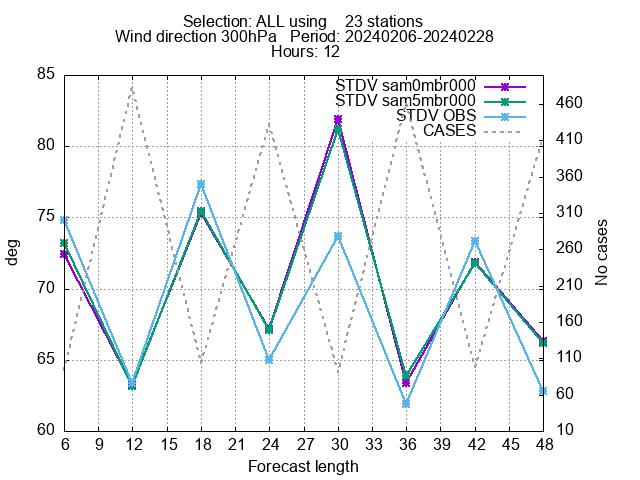 Selection: ALL using    23 stations
Wind direction 300hPa   Period: 20240206-20240228
Hours: 12
STDV sam0mbr000
STDV sam5mbr000
STDV OBS
CASES
85
80
75
70
65
60
deg
460
410
360
310
260
210
160
110
60
10
No cases
6 9 12 15 18 21 24 27 30 33 36 39 42 45 48
Forecast length